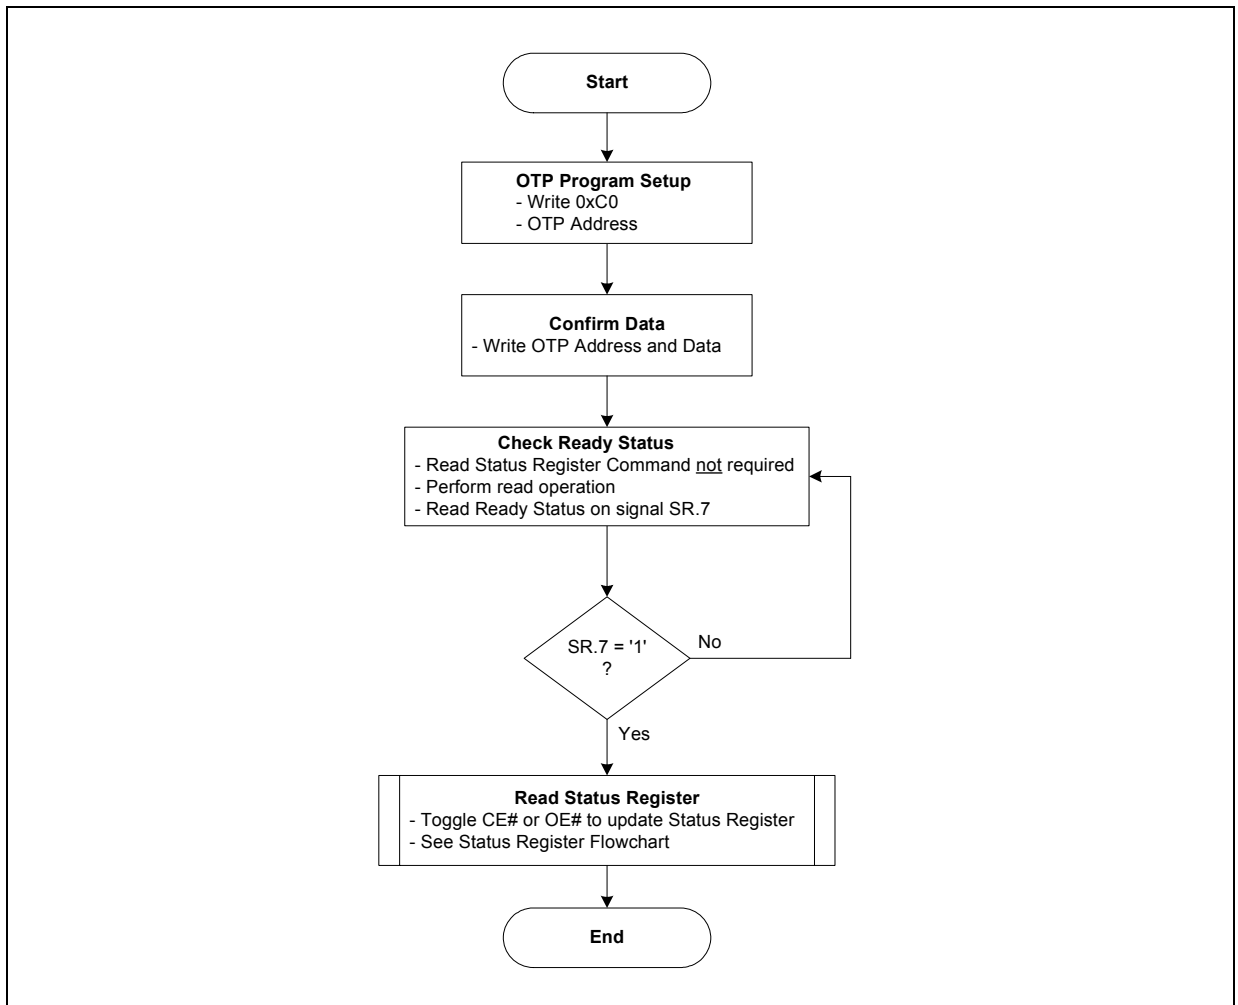 Start
OTP Program Setup
- Write 0xC0
- OTP Address
Confirm Data
- Write OTP Address and Data
Check Ready Status
- Read Status Register Command not required
- Perform read operation
- Read Ready Status on signal SR.7
SR.7 = '1'
?
No
Yes
Read Status Register
- Toggle CE# or OE# to update Status Register
- See Status Register Flowchart
End